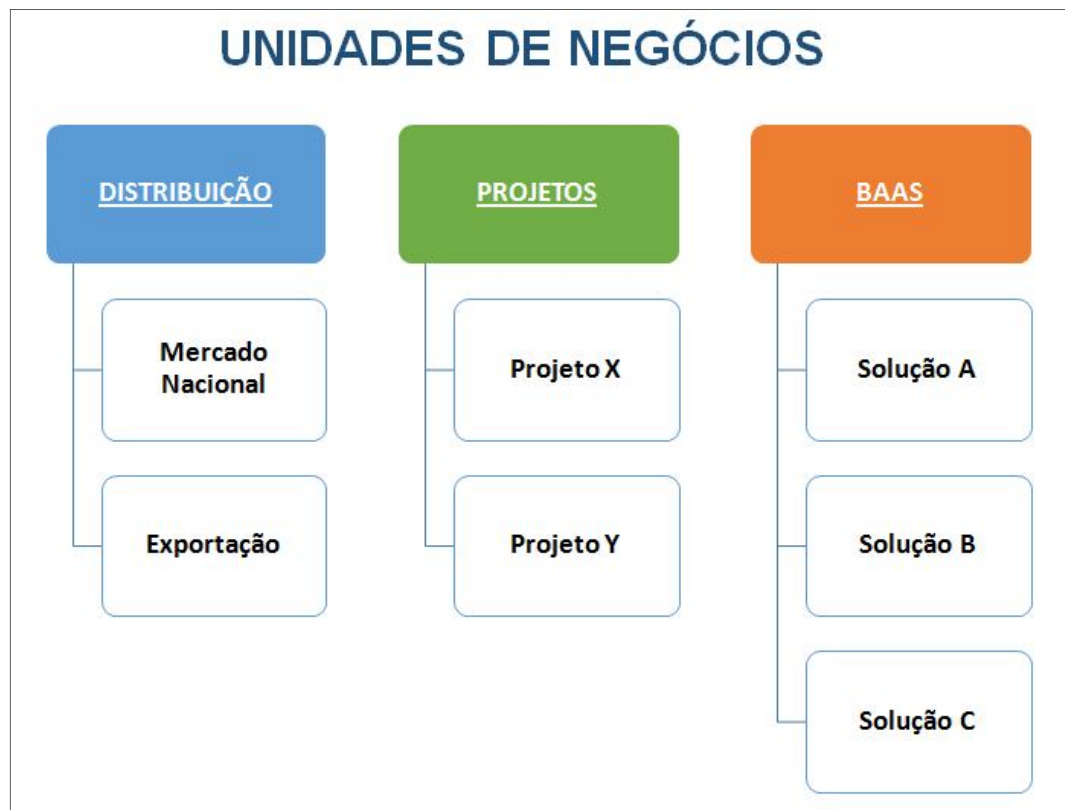 UNIDADES DE NEGÓCIOS
DISTRIBUIÇÃO
Mercado
Nacional
Exportação
PROJETOS
Projeto X
Projeto Y
BAAS
Solução A
Solução B
Solução C